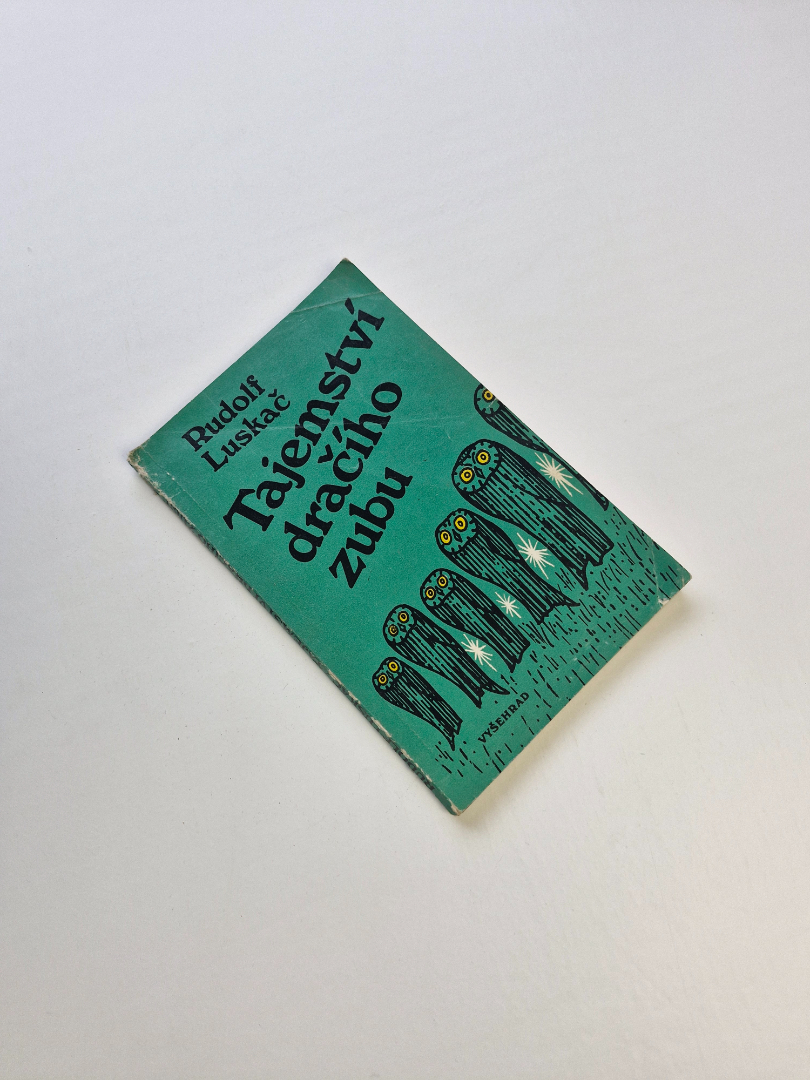 Rudolf
Luskač
Tajemství
dračího
zubu
VYŠEHRAD